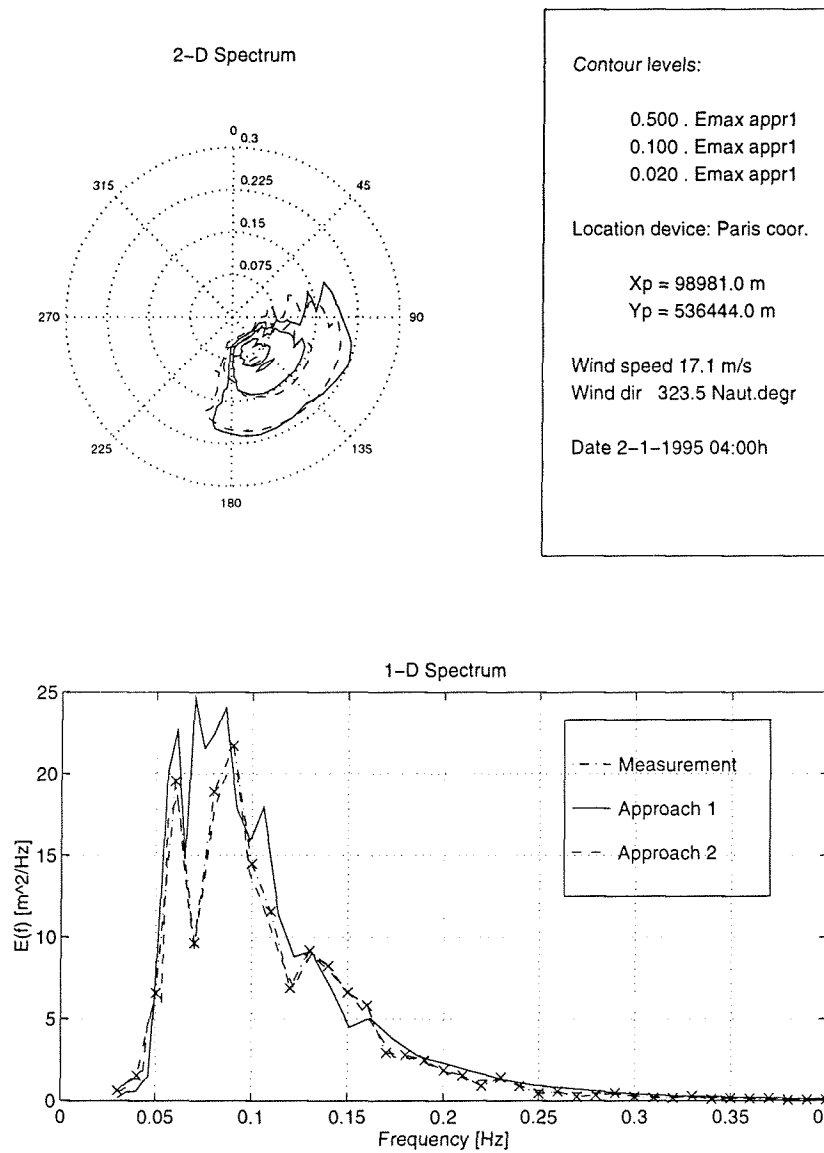 2-D Spectrum
0
0.3
315
45
0.225
0.15
0.075
270
90
225
135
180
Contour levels:
0.500 . Emax appr1
0.100 . Emax appr1
0.020 . Emax appr1
Location device: Paris coor.
Xp = 98981.0 m
Yp = 536444.0 m
Wind speed 17.1 m/s
Wind dir 323.5 Naut.degr
Date 2-1-1995 04:00h
1-D Spectrum
25
20
15
10
5
0
E(f) [m^2/Hz]
Measurement
Approach 1
Approach 2
0 0.05 0.1 0.15 0.2 0.25 0.3 0.35
Frequency [Hz]